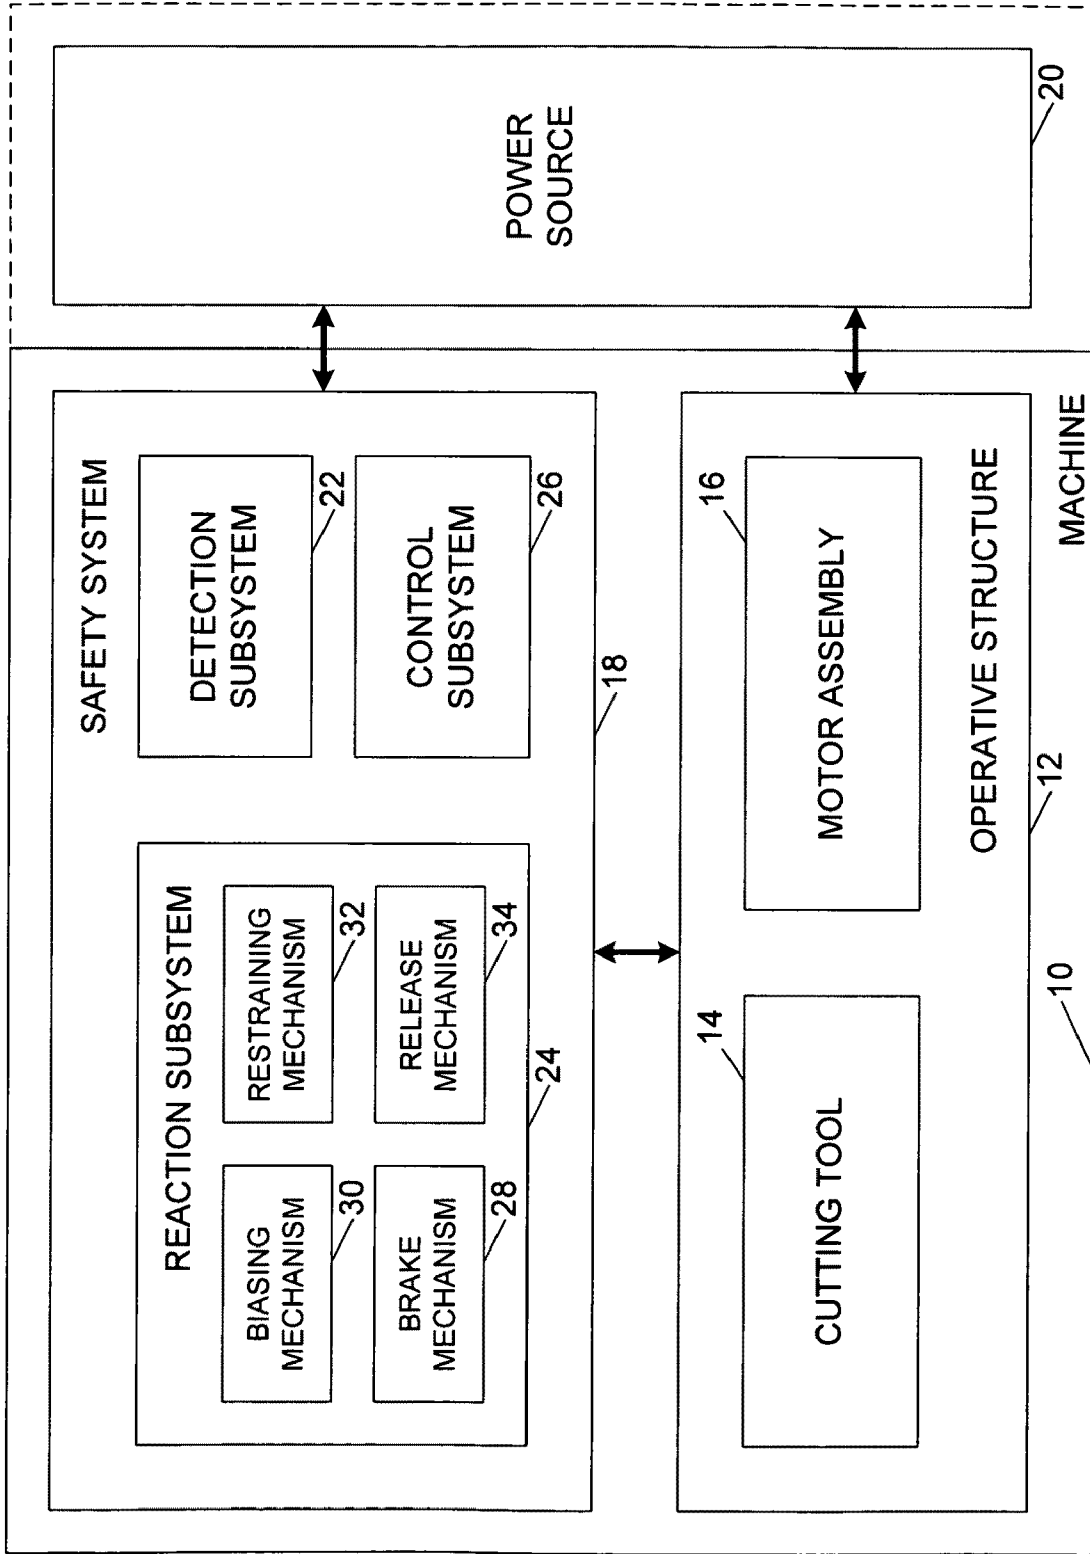 SAFETY SYSTEM
REACTION SUBSYSTEM
BIASING
MECHANISM
30
RESTRAINING
MECHANISM
32
BRAKE
MECHANISM
28
RELEASE
MECHANISM
34
24
DETECTION
SUBSYSTEM
22
CONTROL
SUBSYSTEM
26
18
POWER
SOURCE
20
14
CUTTING TOOL
16
MOTOR ASSEMBLY
OPERATIVE STRUCTURE
12
10
MACHINE